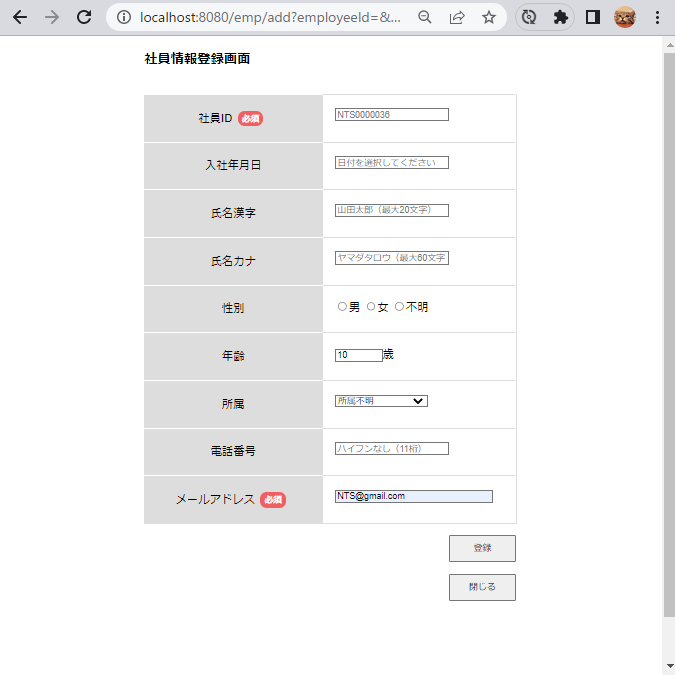 localhost:8080/emp/add?employeeId=&...
社員情報登録画面
社員ID 必須 NTS0000036
入社年月日 日付を選択してください
氏名漢字 山田太郎（最大20文字）
氏名カナ ヤマダタロウ（最大60文字
性別 男 女 不明
年齢 10 歳
所属 所属不明
電話番号 ハイフンなし（11桁）
メールアドレス 必須 NTS@gmail.com
登録
閉じる